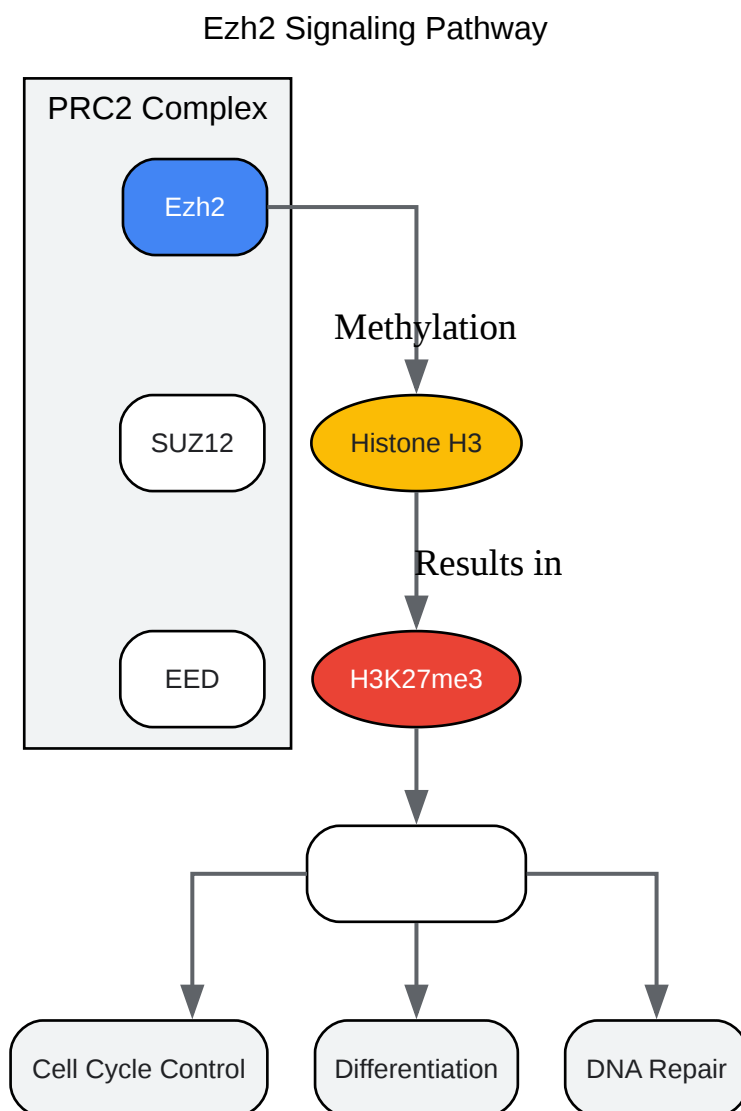 Ezh2 Signaling Pathway
PRC2 Complex
Ezh2
Methylation
SUZ12
Histone H3
Results in
EED
H3K27me3
Cell Cycle Control
Differentiation
DNA Repair